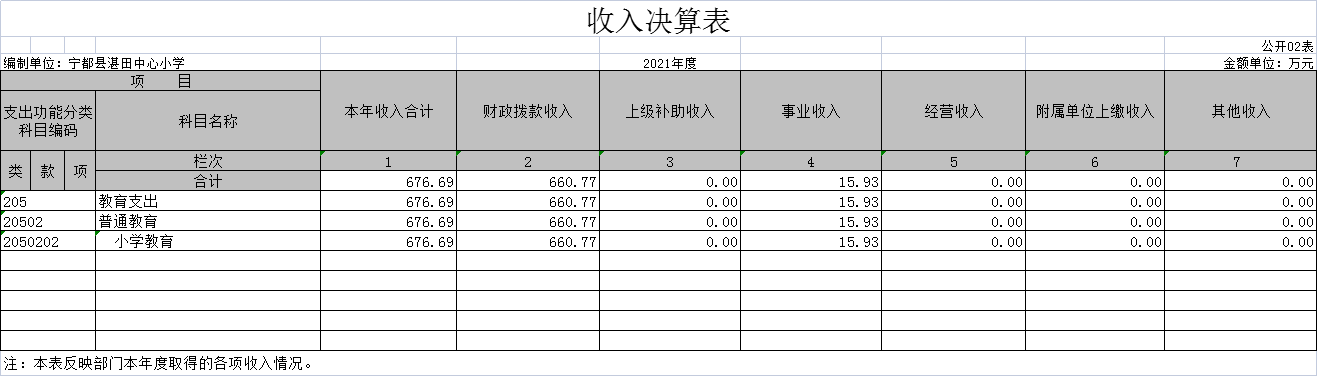 收入决算表
公开02表
编制单位：宁都县湛田中心小学 2021年度 金额单位：万元
项 目 本年收入合计 财政拨款收入 上级补助收入 事业收入 经营收入 附属单位上缴收入 其他收入
支出功能分类
科目编码 科目名称
类 款 项 栏次 1 2 3 4 5 6 7
合计 676.69 660.77 0.00 15.93 0.00 0.00 0.00
205 教育支出 676.69 660.77 0.00 15.93 0.00 0.00 0.00
20502 普通教育 676.69 660.77 0.00 15.93 0.00 0.00 0.00
2050202 小学教育 676.69 660.77 0.00 15.93 0.00 0.00 0.00
注：本表反映部门本年度取得的各项收入情况。